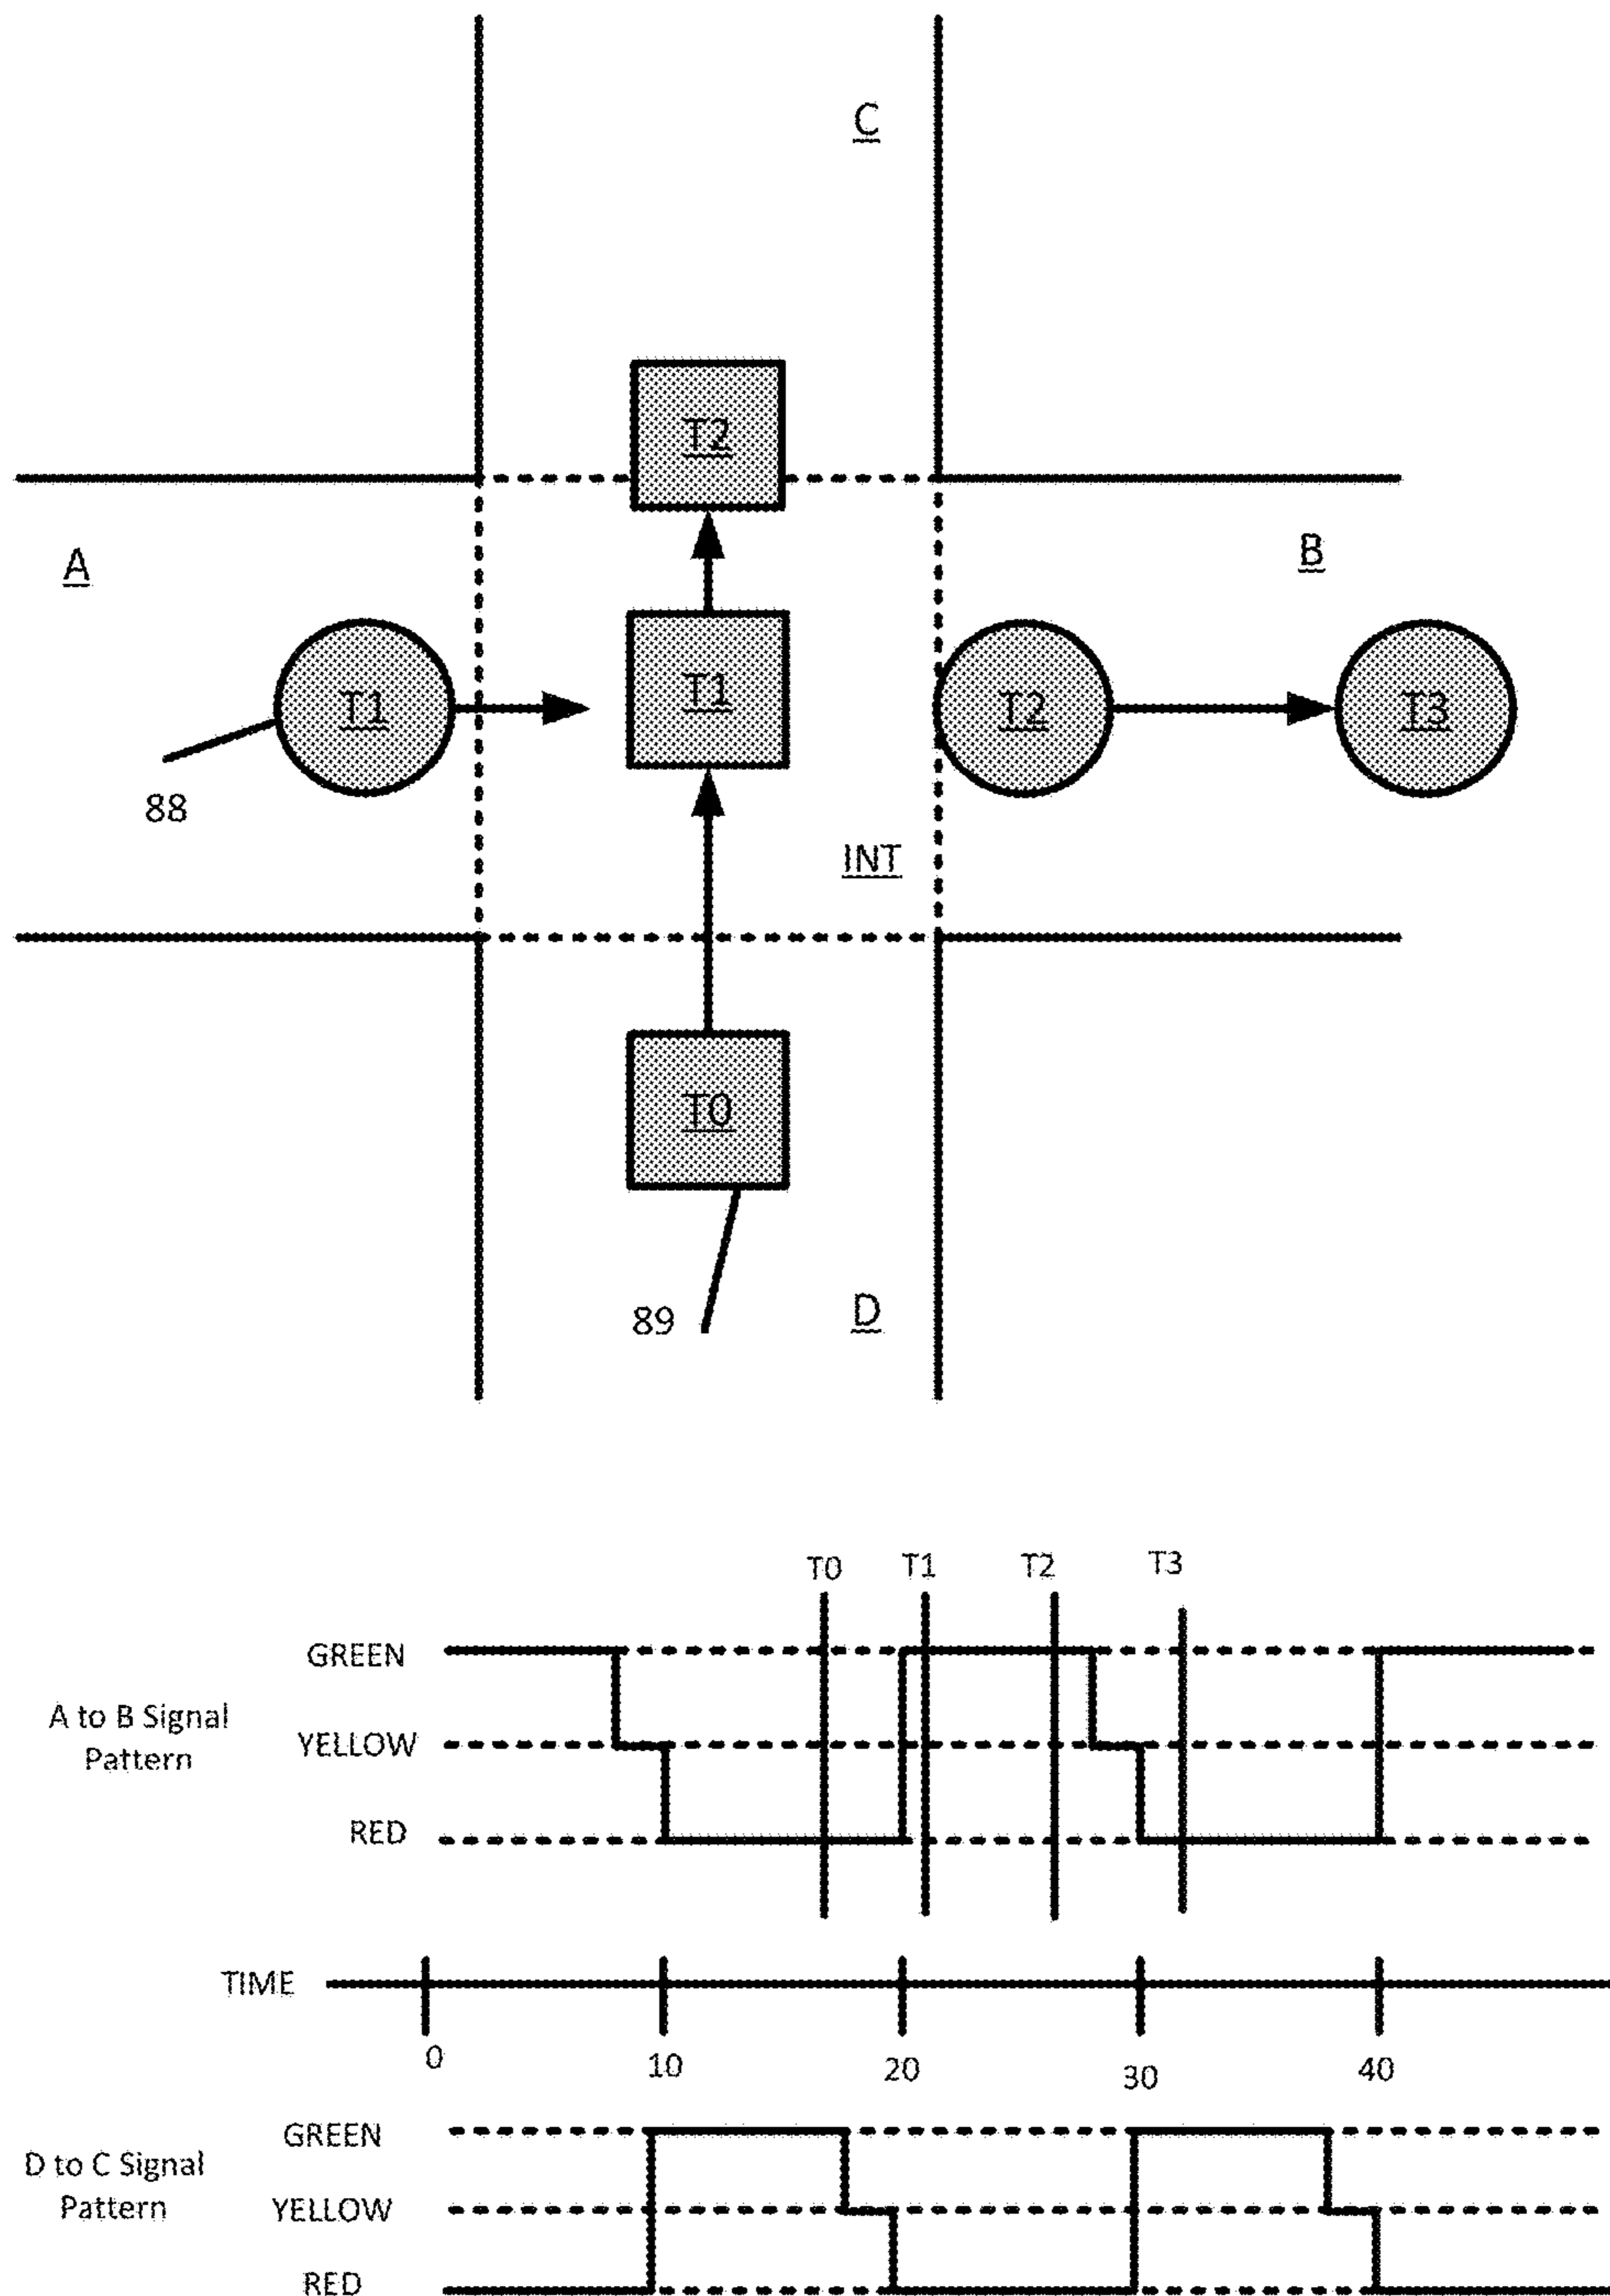 C
T2
A
B
T1
T1
T2
T3
88
INT
T0
89
D
T0 T1 T2 T3
GREEN
A to B Signal
Pattern
YELLOW
RED
TIME
0 10 20 30 40
GREEN
D to C Signal
Pattern
YELLOW
RED